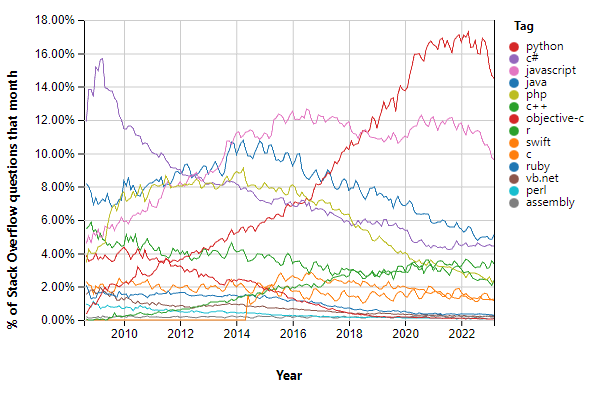 18.00%
16.00%
14.00%
12.00%
10.00%
8.00%
6.00%
4.00%
2.00%
0.00%
% of Stack Overflow questions that month
2010
2012
2014
2016
2018
2020
2022
Year
Tag
python
c#
javascript
java
php
c++
objective-c
r
swift
c
ruby
vb.net
perl
assembly